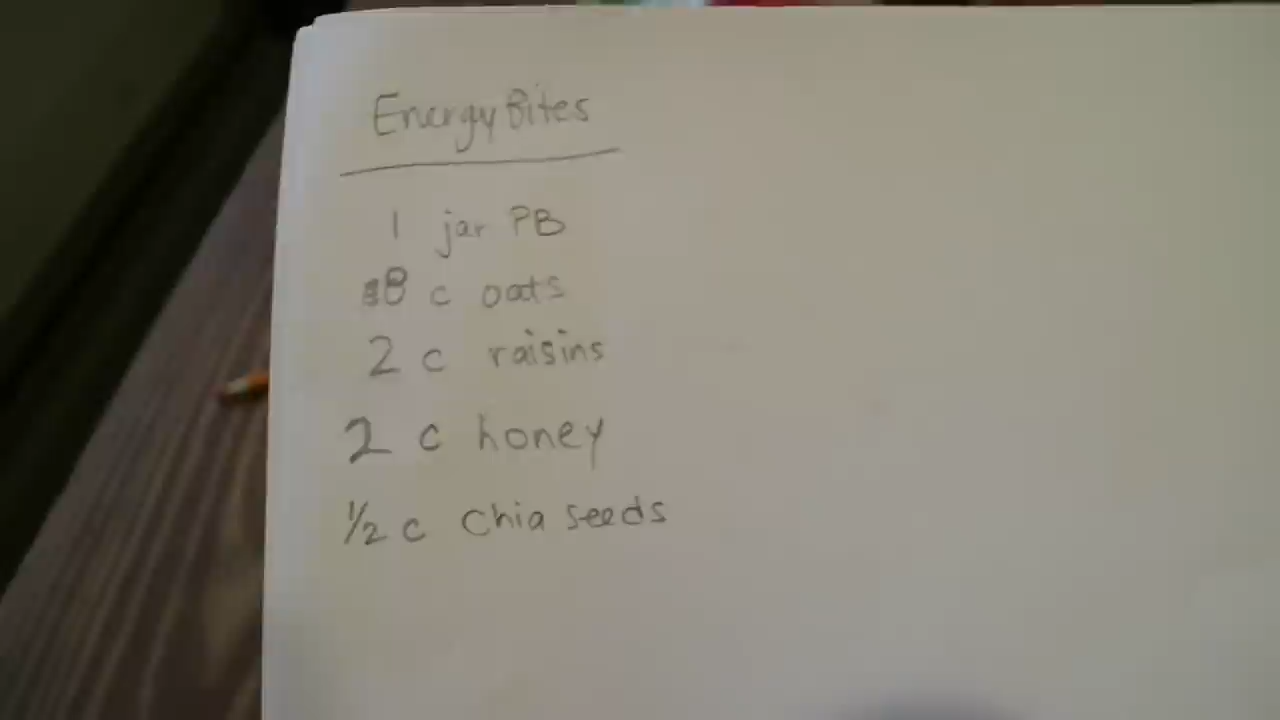 Energy Bites
1 jar PB
8 c oats
2 c raisins
2 c honey
1/2 c Chia seeds